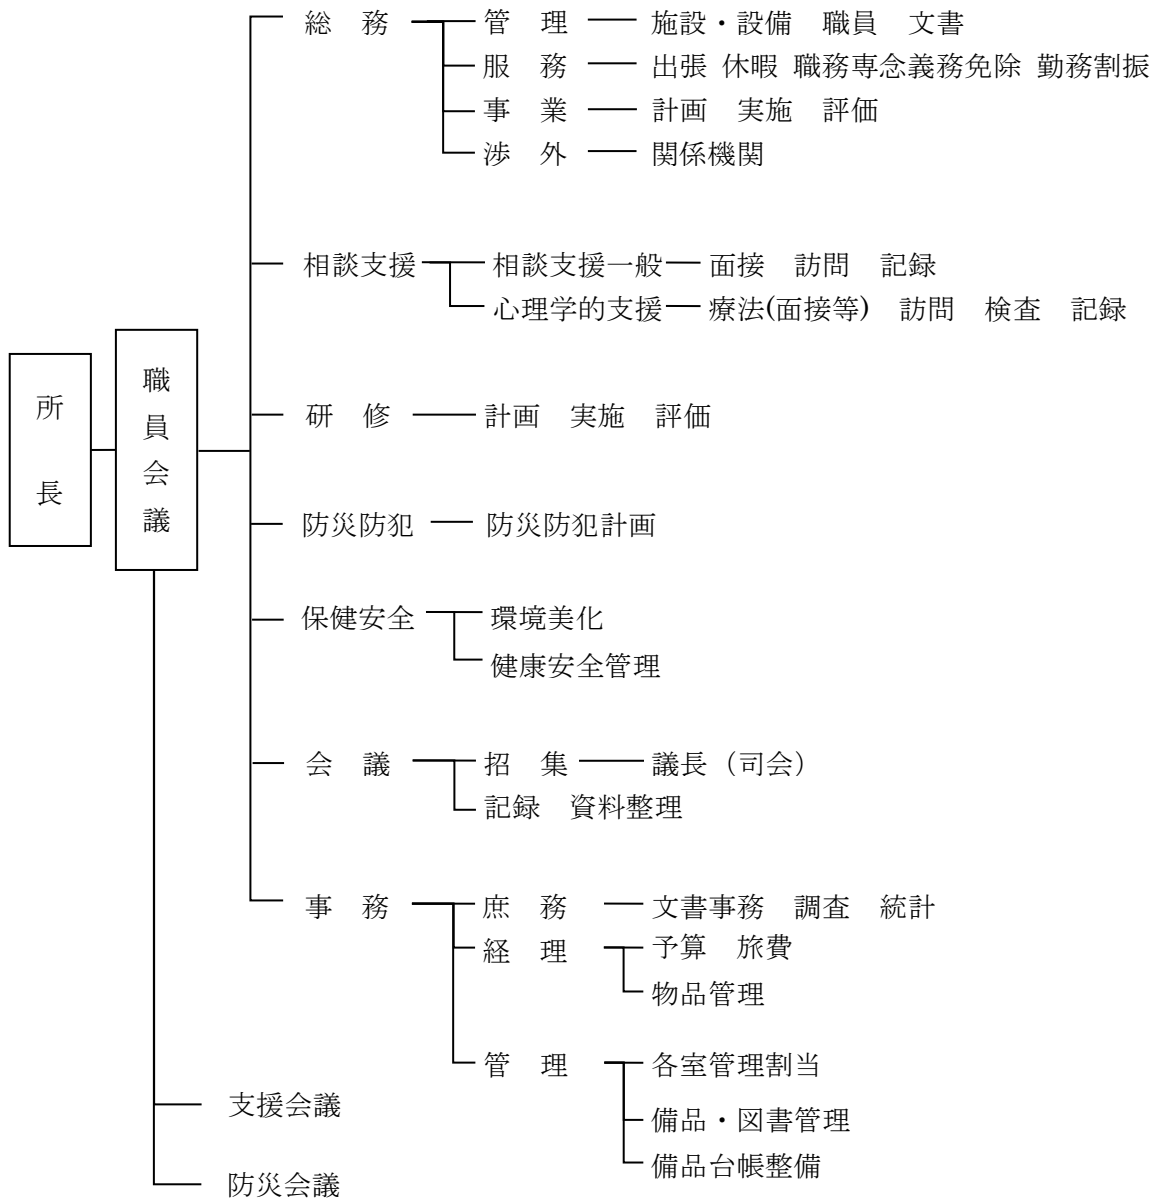 総　務　管　理　施設・設備　職員　文書
服　務　出張 休暇 職務専念義務免除 勤務割振
事　業　計画　実施　評価
渉　外　関係機関
相談支援　相談支援一般　面接　訪問　記録
心理学的支援　療法(面接等)　訪問　検査　記録
所長
職員会議
研　修　計画　実施　評価
防災防犯　防災防犯計画
保健安全　環境美化
健康安全管理
会　議　招　集　議長（司会）
記録　資料整理
事　務　庶　務　文書事務　調査　統計
経　理　予算　旅費
物品管理
管　理　各室管理割当
備品・図書管理
備品台帳整備
支援会議
防災会議